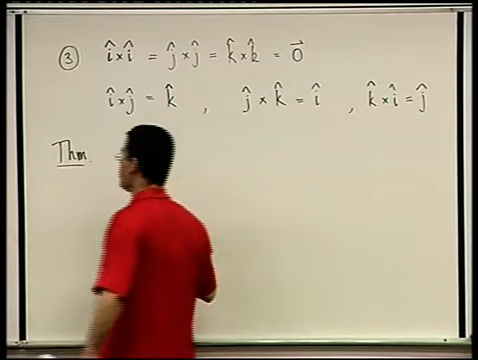 ③ î×î = ĵ×ĵ = k̂×k̂ = 0⃗
î×ĵ = k̂ , ĵ×k̂ = î , k̂×î = ĵ
Thm.